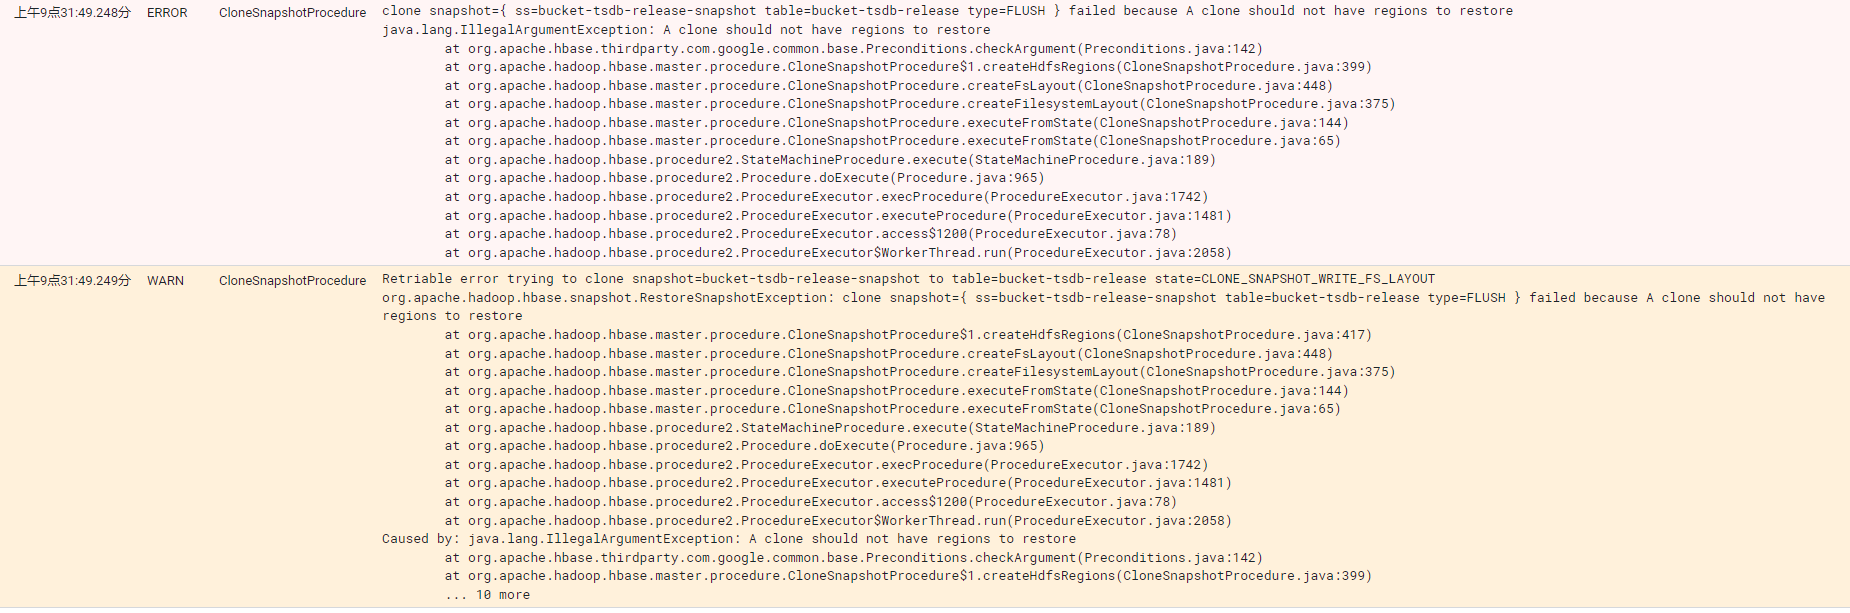 上午9点31:49.248分 ERROR CloneSnapshotProcedure clone snapshot={ ss=bucket-tsdb-release-snapshot table=bucket-tsdb-release type=FLUSH } failed because A clone should not have regions to restore
java.lang.IllegalArgumentException: A clone should not have regions to restore
at org.apache.hbase.thirdparty.com.google.common.base.Preconditions.checkArgument(Preconditions.java:142)
at org.apache.hadoop.hbase.master.procedure.CloneSnapshotProcedure$1.createHdfsRegions(CloneSnapshotProcedure.java:399)
at org.apache.hadoop.hbase.master.procedure.CloneSnapshotProcedure.createFsLayout(CloneSnapshotProcedure.java:448)
at org.apache.hadoop.hbase.master.procedure.CloneSnapshotProcedure.createFilesystemLayout(CloneSnapshotProcedure.java:375)
at org.apache.hadoop.hbase.master.procedure.CloneSnapshotProcedure.executeFromState(CloneSnapshotProcedure.java:144)
at org.apache.hadoop.hbase.master.procedure.CloneSnapshotProcedure.executeFromState(CloneSnapshotProcedure.java:65)
at org.apache.hadoop.hbase.procedure2.StateMachineProcedure.execute(StateMachineProcedure.java:189)
at org.apache.hadoop.hbase.procedure2.Procedure.doExecute(Procedure.java:965)
at org.apache.hadoop.hbase.procedure2.ProcedureExecutor.execProcedure(ProcedureExecutor.java:1742)
at org.apache.hadoop.hbase.procedure2.ProcedureExecutor.executeProcedure(ProcedureExecutor.java:1481)
at org.apache.hadoop.hbase.procedure2.ProcedureExecutor.access$1200(ProcedureExecutor.java:78)
at org.apache.hadoop.hbase.procedure2.ProcedureExecutor$WorkerThread.run(ProcedureExecutor.java:2058)
上午9点31:49.249分 WARN CloneSnapshotProcedure Retriable error trying to clone snapshot=bucket-tsdb-release-snapshot to table=bucket-tsdb-release state=CLONE_SNAPSHOT_WRITE_FS_LAYOUT
org.apache.hadoop.hbase.snapshot.RestoreSnapshotException: clone snapshot={ ss=bucket-tsdb-release-snapshot table=bucket-tsdb-release type=FLUSH } failed because A clone should not have
regions to restore
at org.apache.hadoop.hbase.master.procedure.CloneSnapshotProcedure$1.createHdfsRegions(CloneSnapshotProcedure.java:417)
at org.apache.hadoop.hbase.master.procedure.CloneSnapshotProcedure.createFsLayout(CloneSnapshotProcedure.java:448)
at org.apache.hadoop.hbase.master.procedure.CloneSnapshotProcedure.createFilesystemLayout(CloneSnapshotProcedure.java:375)
at org.apache.hadoop.hbase.master.procedure.CloneSnapshotProcedure.executeFromState(CloneSnapshotProcedure.java:144)
at org.apache.hadoop.hbase.master.procedure.CloneSnapshotProcedure.executeFromState(CloneSnapshotProcedure.java:65)
at org.apache.hadoop.hbase.procedure2.StateMachineProcedure.execute(StateMachineProcedure.java:189)
at org.apache.hadoop.hbase.procedure2.Procedure.doExecute(Procedure.java:965)
at org.apache.hadoop.hbase.procedure2.ProcedureExecutor.execProcedure(ProcedureExecutor.java:1742)
at org.apache.hadoop.hbase.procedure2.ProcedureExecutor.executeProcedure(ProcedureExecutor.java:1481)
at org.apache.hadoop.hbase.procedure2.ProcedureExecutor.access$1200(ProcedureExecutor.java:78)
at org.apache.hadoop.hbase.procedure2.ProcedureExecutor$WorkerThread.run(ProcedureExecutor.java:2058)
Caused by: java.lang.IllegalArgumentException: A clone should not have regions to restore
at org.apache.hbase.thirdparty.com.google.common.base.Preconditions.checkArgument(Preconditions.java:142)
at org.apache.hadoop.hbase.master.procedure.CloneSnapshotProcedure$1.createHdfsRegions(CloneSnapshotProcedure.java:399)
... 10 more